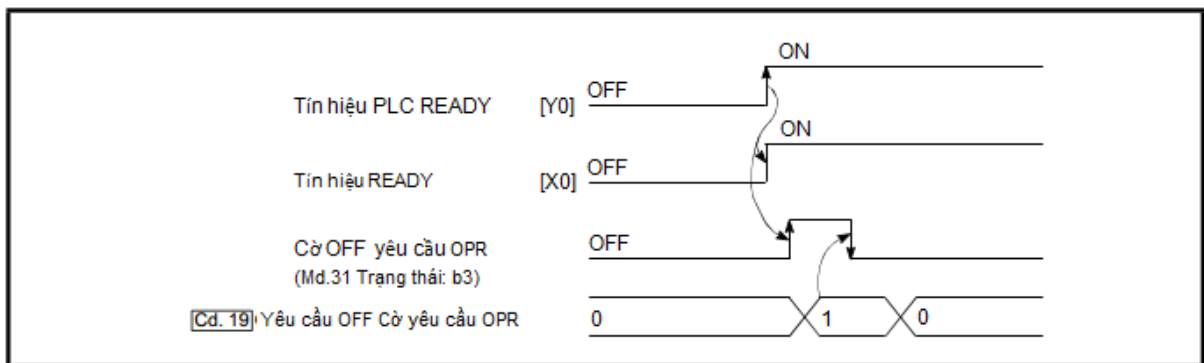 ON
Tín hiệu PLC READY [Y0] OFF
ON
Tín hiệu READY [X0] OFF
Cờ OFF yêu cầu OPR OFF
(Md.31 Trạng thái: b3)
Cd. 19 Yêu cầu OFF Cờ yêu cầu OPR 0 1 0